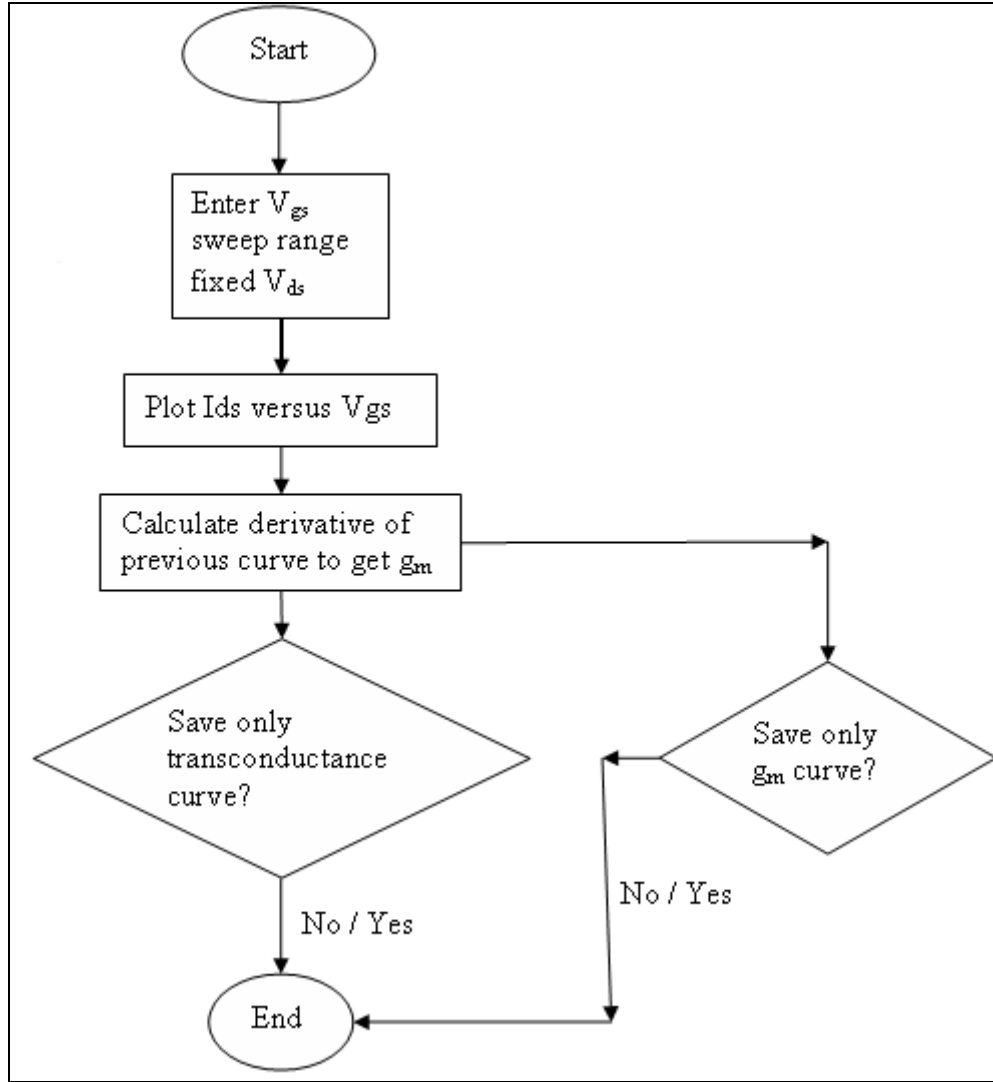 Start
Enter Vgs
sweep range
fixed Vds
Plot Ids versus Vgs
Calculate derivative of
previous curve to get gm
Save only
transconductance
curve?
Save only
gm curve?
No / Yes
No / Yes
End